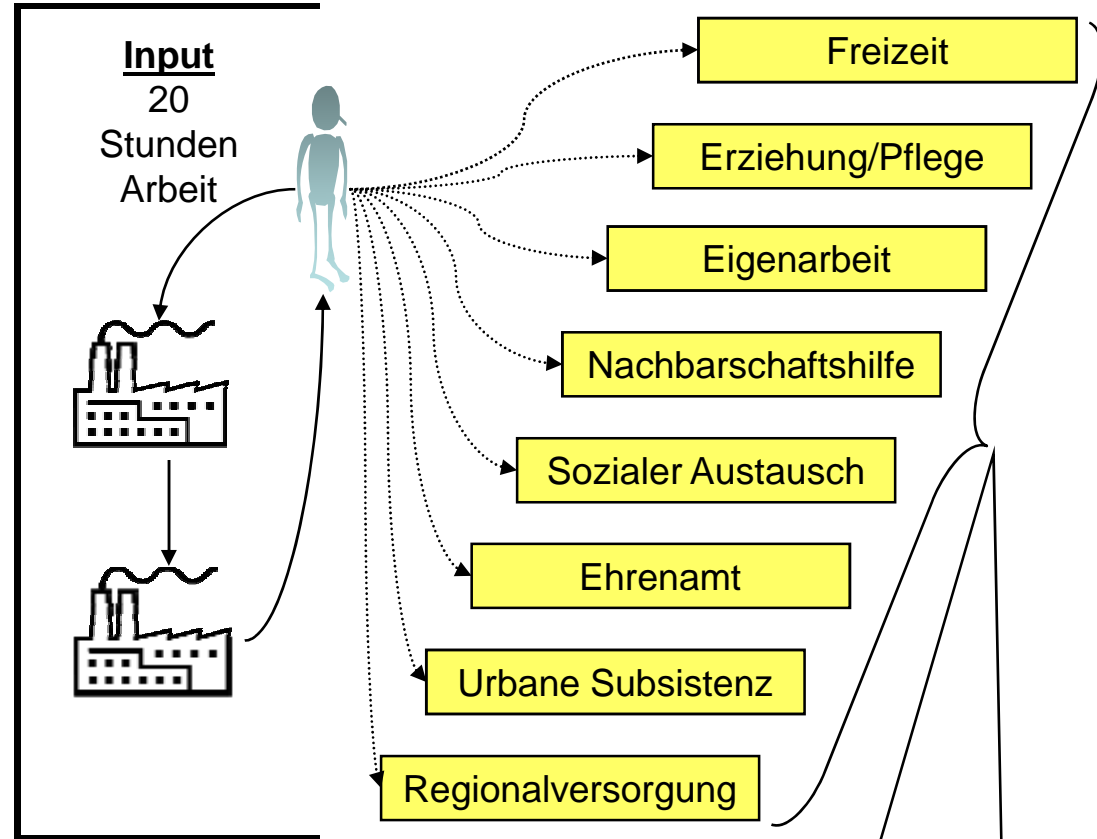 Input
20
Stunden
Arbeit
Freizeit
Erziehung/Pflege
Eigenarbeit
Nachbarschaftshilfe
Sozialer Austausch
Ehrenamt
Urbane Subsistenz
Regionalversorgung